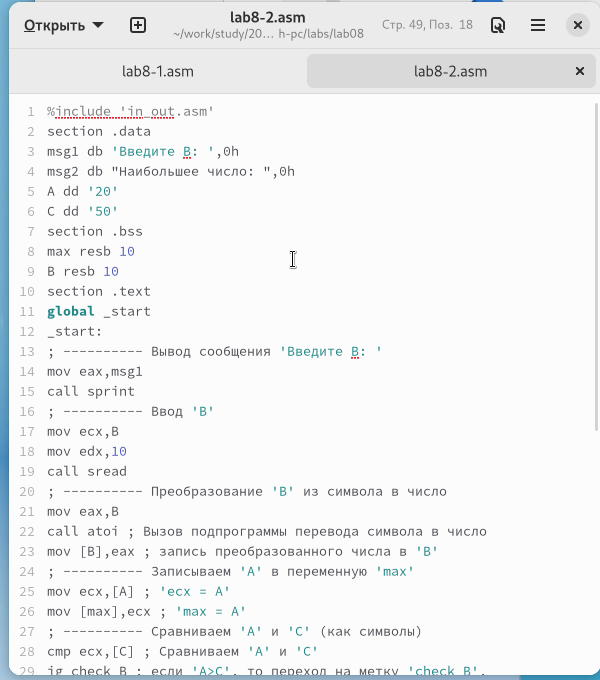 Открыть
lab8-2.asm
~/work/study/20… h-pc/labs/lab08
Стр. 49, Поз. 18
lab8-1.asm
lab8-2.asm
1 %include 'in_out.asm'
2 section .data
3 msg1 db 'Введите B: ',0h
4 msg2 db "Наибольшее число: ",0h
5 A dd '20'
6 C dd '50'
7 section .bss
8 max resb 10
9 B resb 10
10 section .text
11 global _start
12 _start:
13 ; ---------- Вывод сообщения 'Введите B: '
14 mov eax,msg1
15 call sprint
16 ; ---------- Ввод 'B'
17 mov ecx,B
18 mov edx,10
19 call sread
20 ; ---------- Преобразование 'B' из символа в число
21 mov eax,B
22 call atoi ; Вызов подпрограммы перевода символа в число
23 mov [B],eax ; запись преобразованного числа в 'B'
24 ; ---------- Записываем 'A' в переменную 'max'
25 mov ecx,[A] ; 'ecx = A'
26 mov [max],ecx ; 'max = A'
27 ; ---------- Сравниваем 'A' и 'C' (как символы)
28 cmp ecx,[C] ; Сравниваем 'A' и 'C'
29 jg check_B ; если 'A>C', то переход на метку 'check_B',